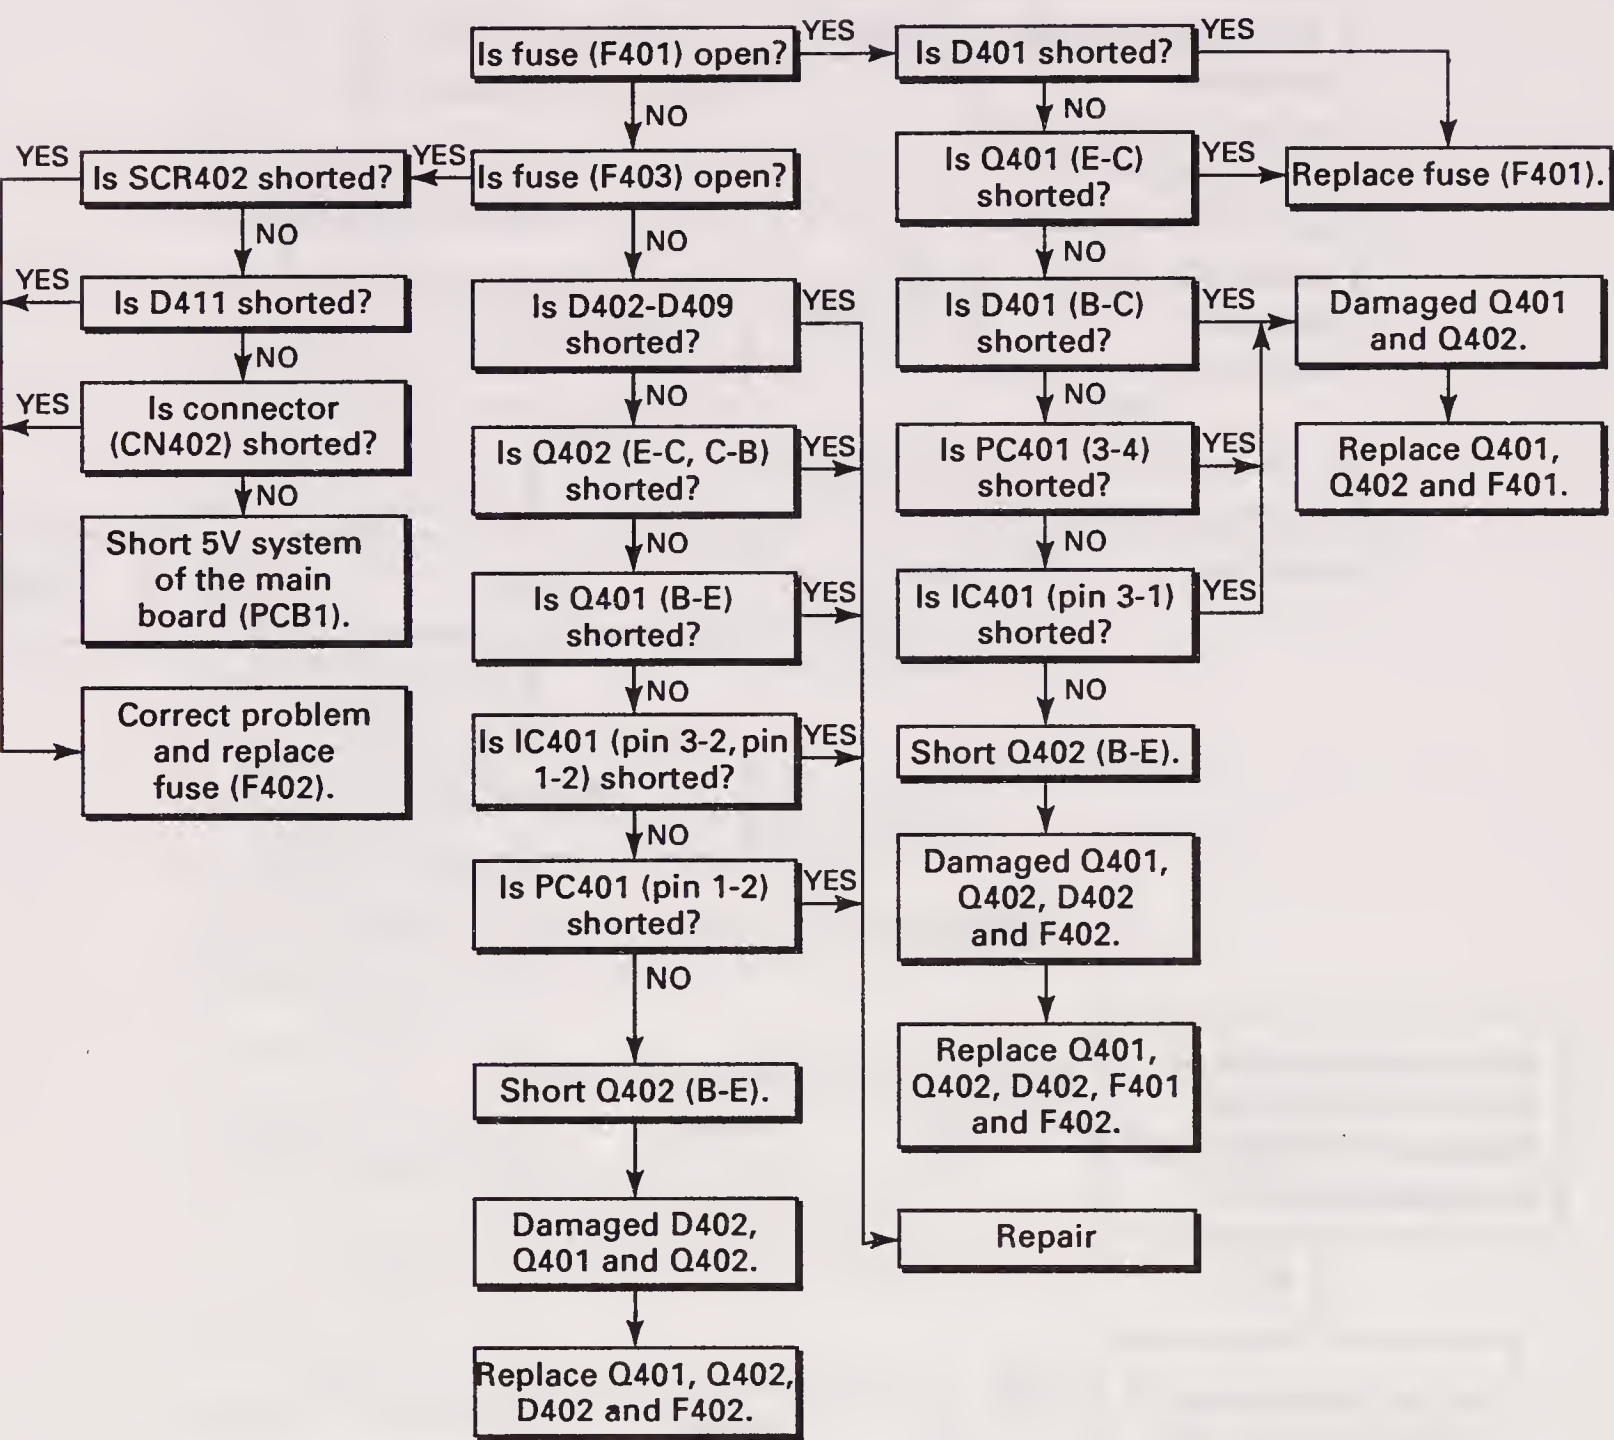 Is fuse (F401) open?
YES
NO
Is fuse (F403) open?
YES
NO
Is SCR402 shorted?
YES
NO
Is D411 shorted?
YES
NO
Is connector
(CN402) shorted?
YES
NO
Short 5V system
of the main
board (PCB1).
Correct problem
and replace
fuse (F402).
Is D402-D409
shorted?
YES
NO
Is Q402 (E-C, C-B)
shorted?
YES
NO
Is Q401 (B-E)
shorted?
YES
NO
Is IC401 (pin 3-2, pin
1-2) shorted?
YES
NO
Is PC401 (pin 1-2)
shorted?
YES
NO
Short Q402 (B-E).
Damaged D402,
Q401 and Q402.
Replace Q401, Q402,
D402 and F402.
Is D401 shorted?
YES
NO
Is Q401 (E-C)
shorted?
YES
NO
Replace fuse (F401).
Is D401 (B-C)
shorted?
YES
NO
Is PC401 (3-4)
shorted?
YES
NO
Is IC401 (pin 3-1)
shorted?
YES
NO
Short Q402 (B-E).
Damaged Q401,
Q402, D402
and F402.
Replace Q401,
Q402, D402, F401
and F402.
Repair
Damaged Q401
and Q402.
Replace Q401,
Q402 and F401.